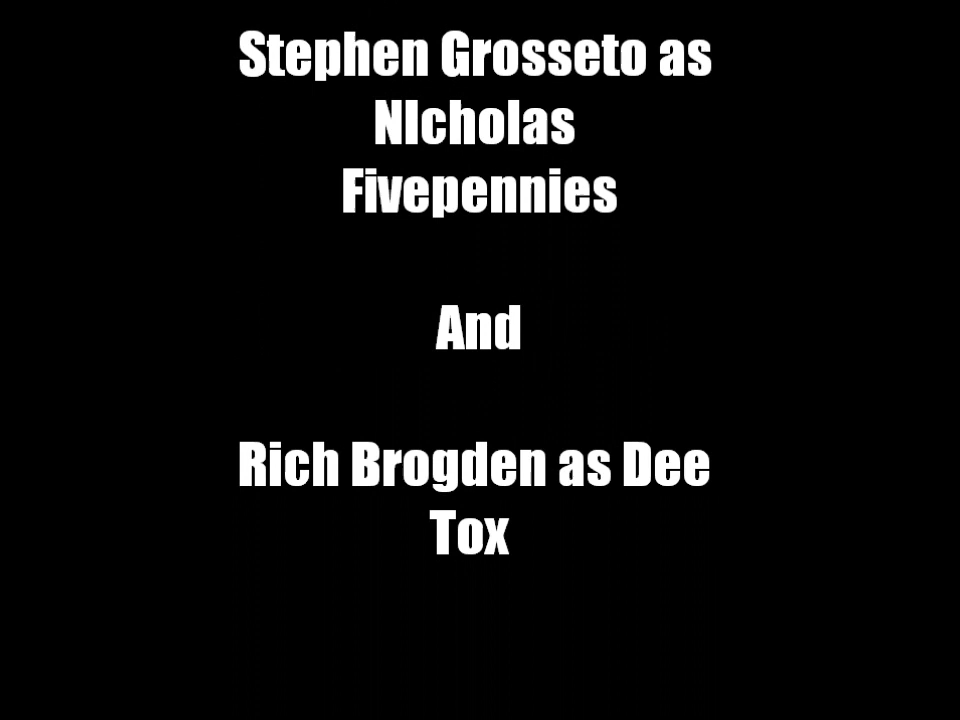 Stephen Grosseto as
NIcholas
Fivepennies
And
Rich Brogden as Dee
Tox